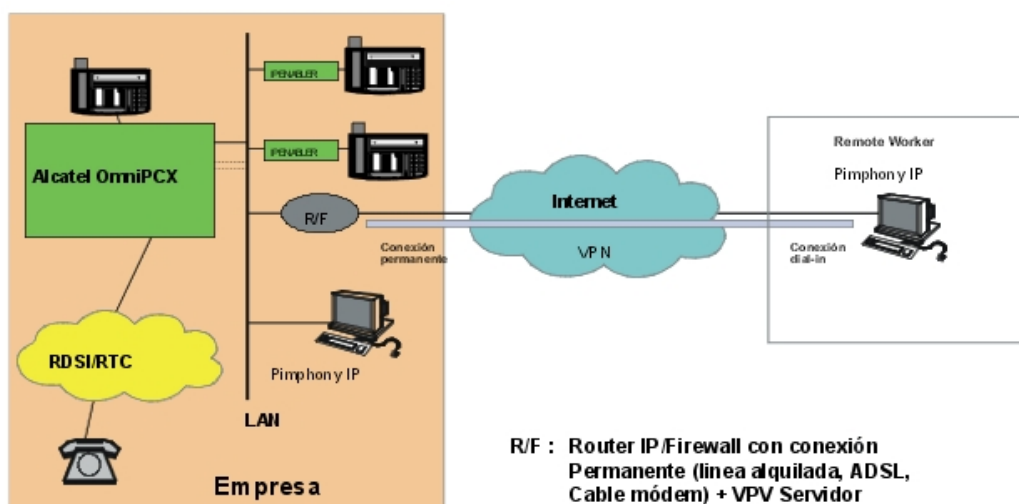 IPENABLER
Alcatel OmniPCX
IPENABLER
R/F
Internet
VPN
Conexión
permanente
Conexión
dial-in
Remote Worker
Pimphony IP
RDSI/RTC
Pimphony IP
LAN
Empresa
R/F : Router IP/Firewall con conexión
Permanente (linea alquilada, ADSL,
Cable módem) + VPV Servidor